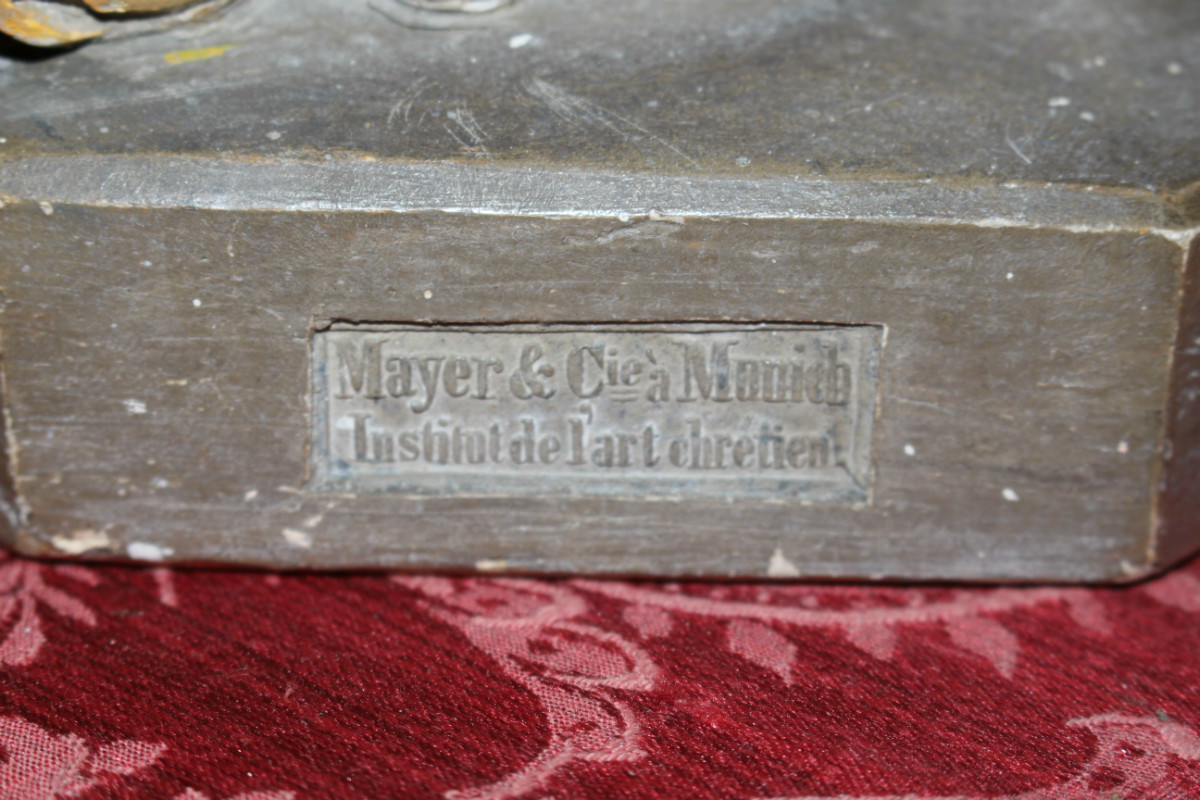 Mayer & Cie à Munich
Institut de l'art chrétien.